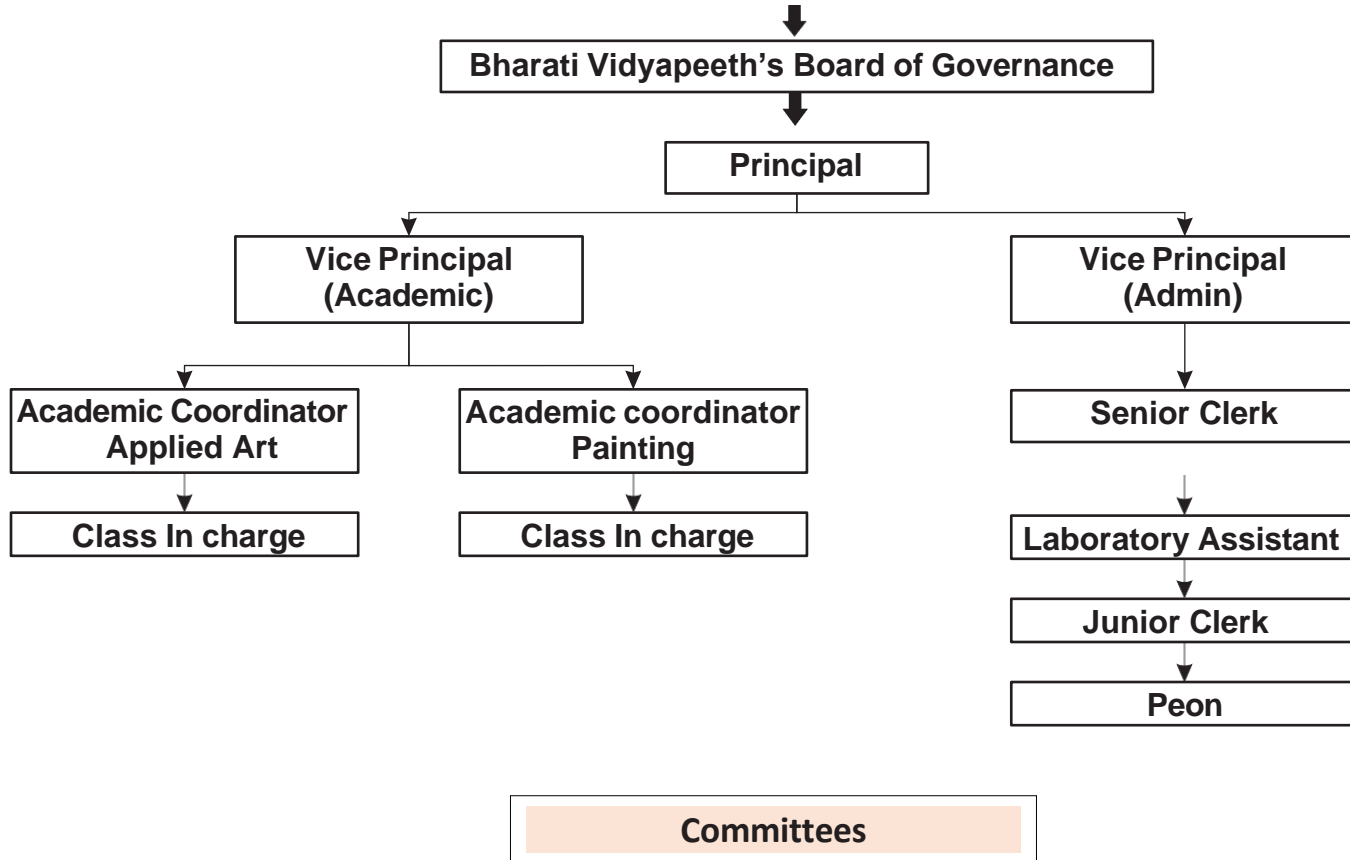 Bharati Vidyapeeth’s Board of Governance
Principal
Vice Principal
(Academic)
Vice Principal
(Admin)
Academic Coordinator
Applied Art
Academic coordinator
Painting
Senior Clerk
Class In charge
Class In charge
Laboratory Assistant
Junior Clerk
Peon
Committees